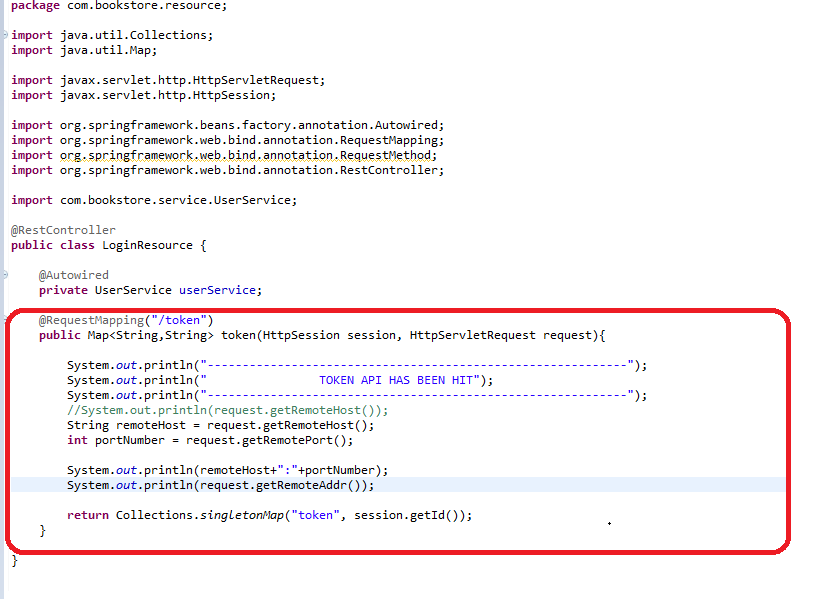 package com.bookstore.resource;
import java.util.Collections;
import java.util.Map;
import javax.servlet.http.HttpServletRequest;
import javax.servlet.http.HttpSession;
import org.springframework.beans.factory.annotation.Autowired;
import org.springframework.web.bind.annotation.RequestMapping;
import org.springframework.web.bind.annotation.RequestMethod;
import org.springframework.web.bind.annotation.RestController;
import com.bookstore.service.UserService;
@RestController
public class LoginResource {
@Autowired
private UserService userService;
@RequestMapping("/token")
public Map<String,String> token(HttpSession session, HttpServletRequest request){
System.out.println("------------------------------------------------------------");
System.out.println("                TOKEN API HAS BEEN HIT");
System.out.println("------------------------------------------------------------");
//System.out.println(request.getRemoteHost());
String remoteHost = request.getRemoteHost();
int portNumber = request.getRemotePort();
System.out.println(remoteHost+":"+portNumber);
System.out.println(request.getRemoteAddr());
return Collections.singletonMap("token", session.getId());
}
}